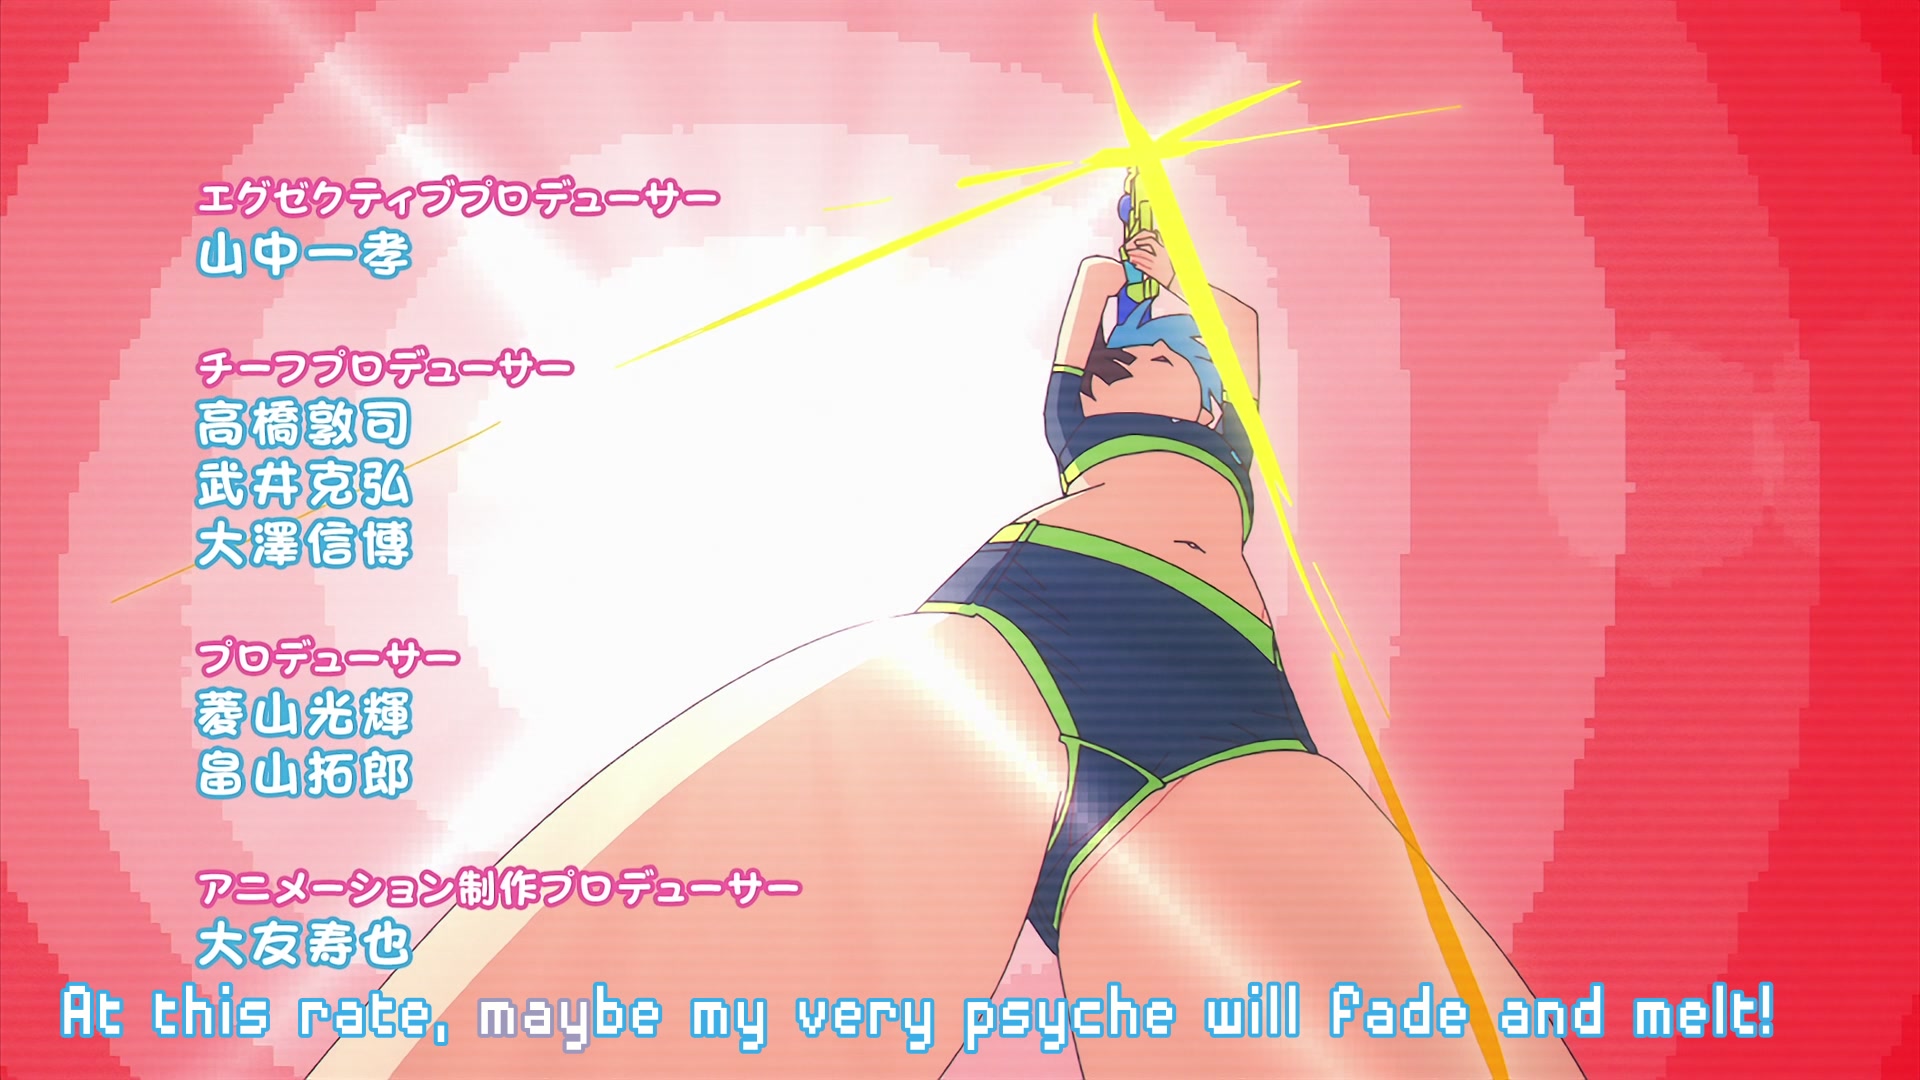 エグゼクティブプロデューサー
山中一孝
チーフプロデューサー
高橋敦司
武井克弘
大澤信博
プロデューサー
菱山光輝
畠山拓郎
アニメーション制作プロデューサー
大友寿也
At this rate, maybe my very psyche will fade and melt!